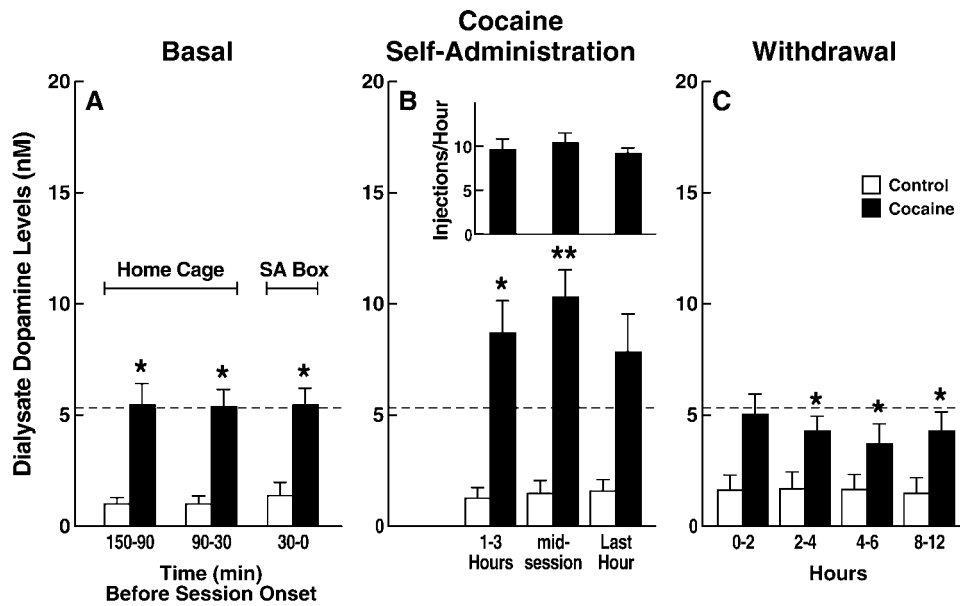 Basal
Cocaine
Self-Administration
Withdrawal
Dialysate Dopamine Levels (nM)
20
15
10
5
0
A
Home Cage
SA Box
*
*
*
150-90
90-30
30-0
Time (min)
Before Session Onset
20
15
10
5
0
B
Injections/Hour
10
5
0
*
**
1-3
Hours
mid-
session
Last
Hour
20
15
10
5
0
C
Control
Cocaine
*
*
*
0-2
2-4
4-6
8-12
Hours